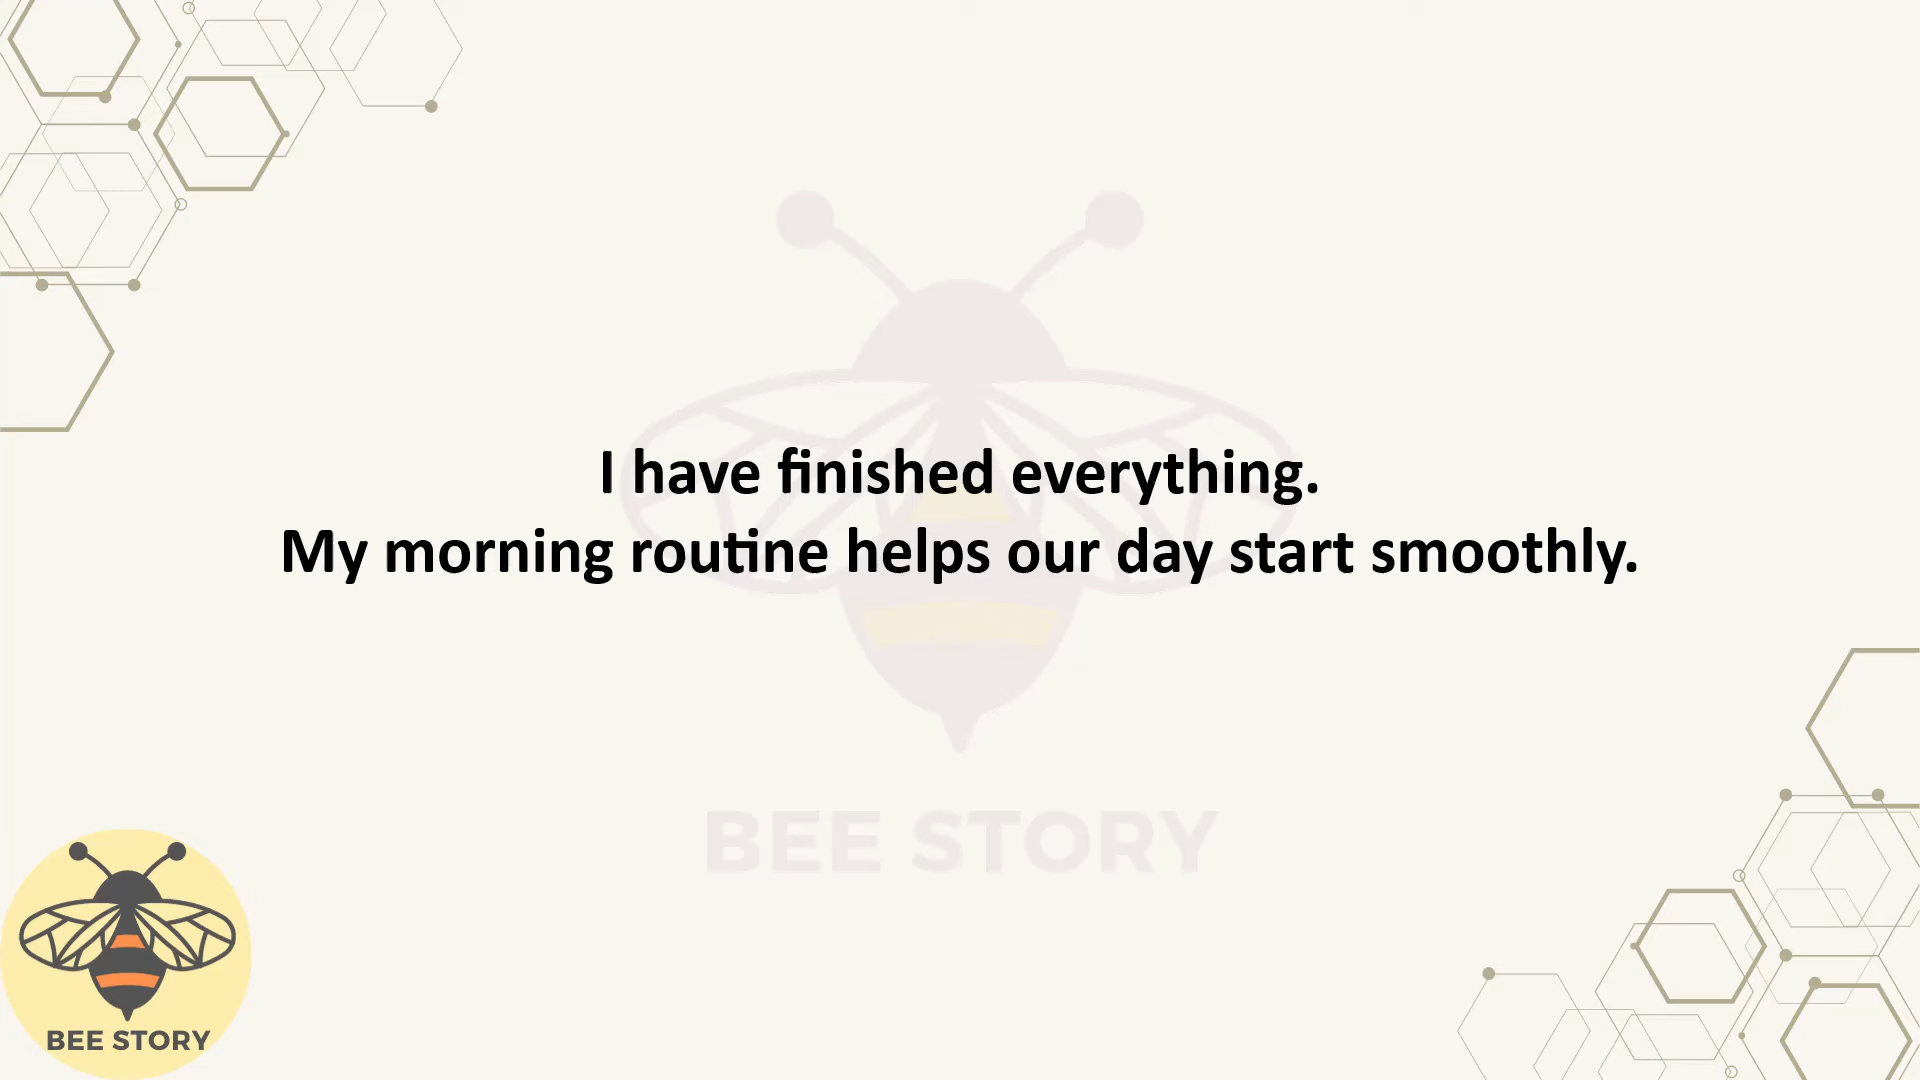 I have finished everything.
My morning routine helps our day start smoothly.
BEE STORY
BEE STORY